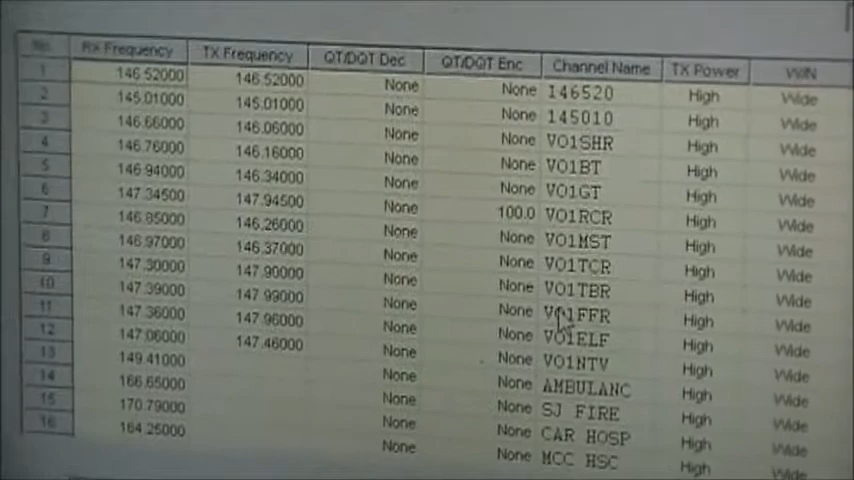 No. RX Frequency TX Frequency QT/DQT Dec QT/DQT Enc Channel Name TX Power W/N
1 146.52000 146.52000 None None 146520 High Wide
2 145.01000 145.01000 None None 145010 High Wide
3 146.66000 146.06000 None None VO1SHR High Wide
4 146.76000 146.16000 None None VO1BT High Wide
5 146.94000 146.34000 None None VO1GT High Wide
6 147.34500 147.94500 None 100.0 VO1RCR High Wide
7 146.85000 146.26000 None None VO1MST High Wide
8 146.97000 146.37000 None None VO1TCR High Wide
9 147.30000 147.90000 None None VO1TBR High Wide
10 147.39000 147.99000 None None VO1FFR High Wide
11 147.36000 147.96000 None None VO1ELF High Wide
12 147.06000 147.46000 None None VO1NTV High Wide
13 149.41000 None None AMBULANC High Wide
14 166.65000 None None SJ FIRE High Wide
15 170.79000 None None CAR HOSP High Wide
16 164.25000 None None MCC HSC High Wide